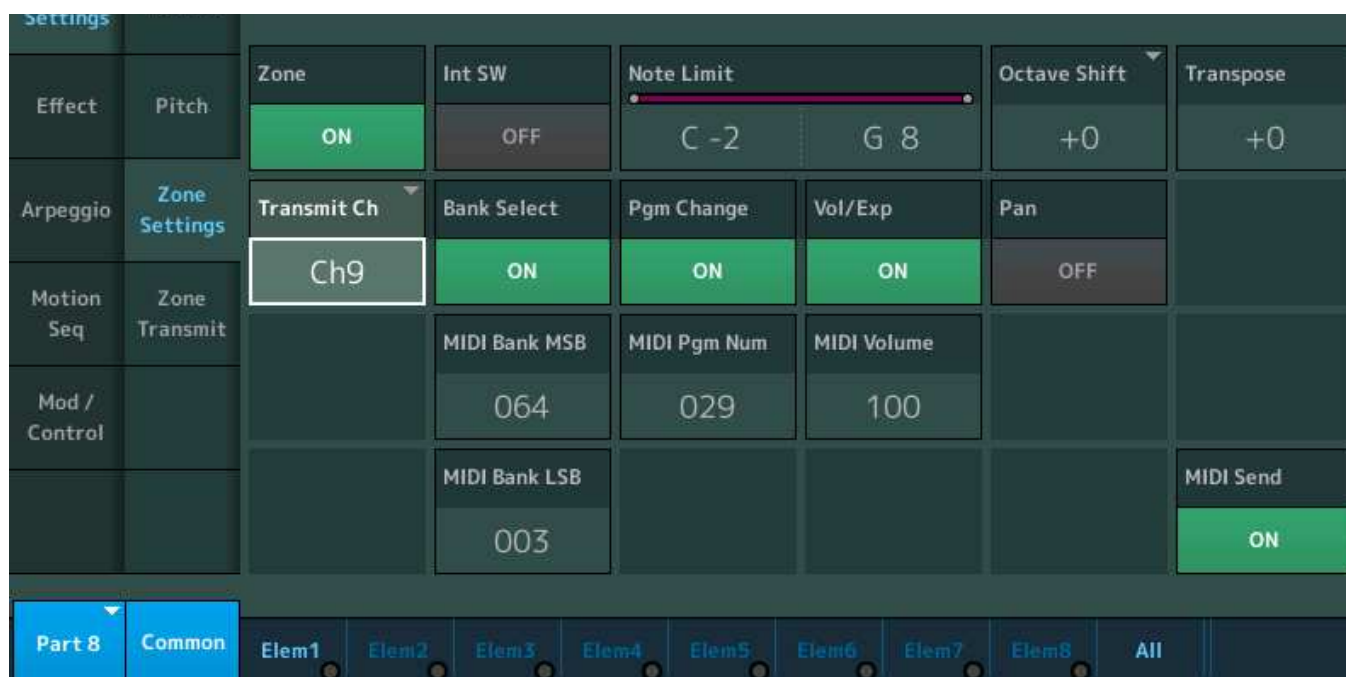 Settings
Effect
Pitch
Arpeggio
Zone
Settings
Motion
Seq
Zone
Transmit
Mod /
Control
Zone
ON
Int SW
OFF
Note Limit
C -2
G 8
Octave Shift
+0
Transpose
+0
Transmit Ch
Ch9
Bank Select
ON
Pgm Change
ON
Vol/Exp
ON
Pan
OFF
MIDI Bank MSB
064
MIDI Pgm Num
029
MIDI Volume
100
MIDI Bank LSB
003
MIDI Send
ON
Part 8
Common
Elem1
Elem2
Elem3
Elem4
Elem5
Elem6
Elem7
Elem8
All